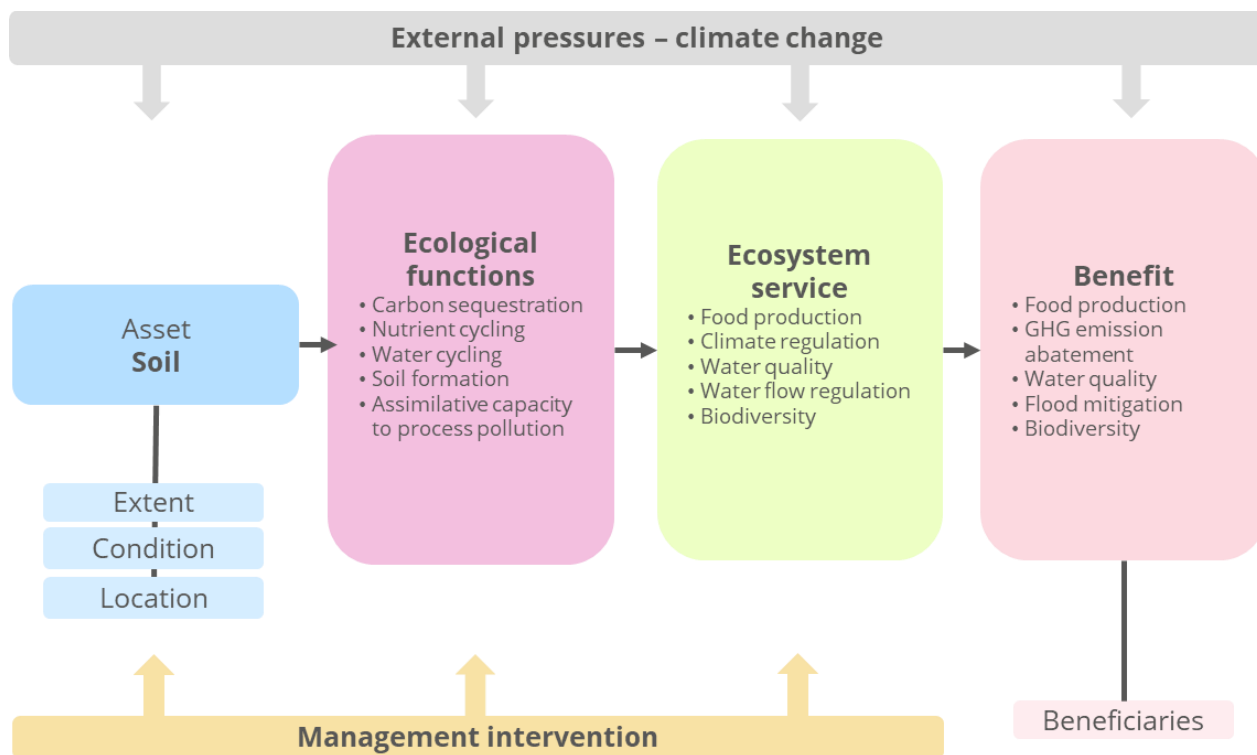 External pressures – climate change
Asset
Soil
Extent
Condition
Location
Ecological
functions
• Carbon sequestration
• Nutrient cycling
• Water cycling
• Soil formation
• Assimilative capacity
to process pollution
Ecosystem
service
• Food production
• Climate regulation
• Water quality
• Water flow regulation
• Biodiversity
Benefit
• Food production
• GHG emission
abatement
• Water quality
• Flood mitigation
• Biodiversity
Beneficiaries
Management intervention